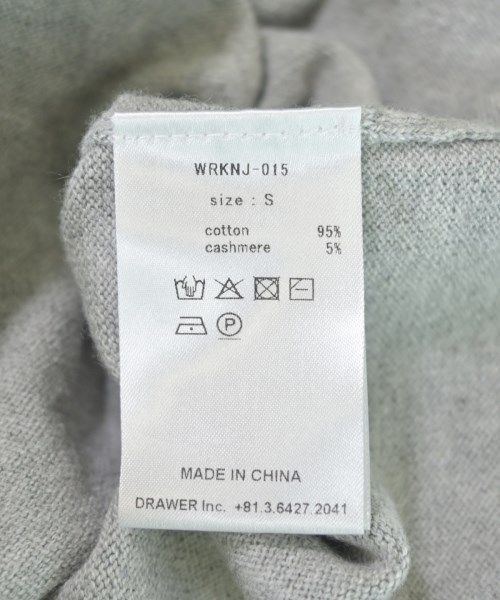 WRKNJ-015
size : S
cotton 95%
cashmere 5%
P
MADE IN CHINA
DRAWER Inc. +81.3.6427.2041